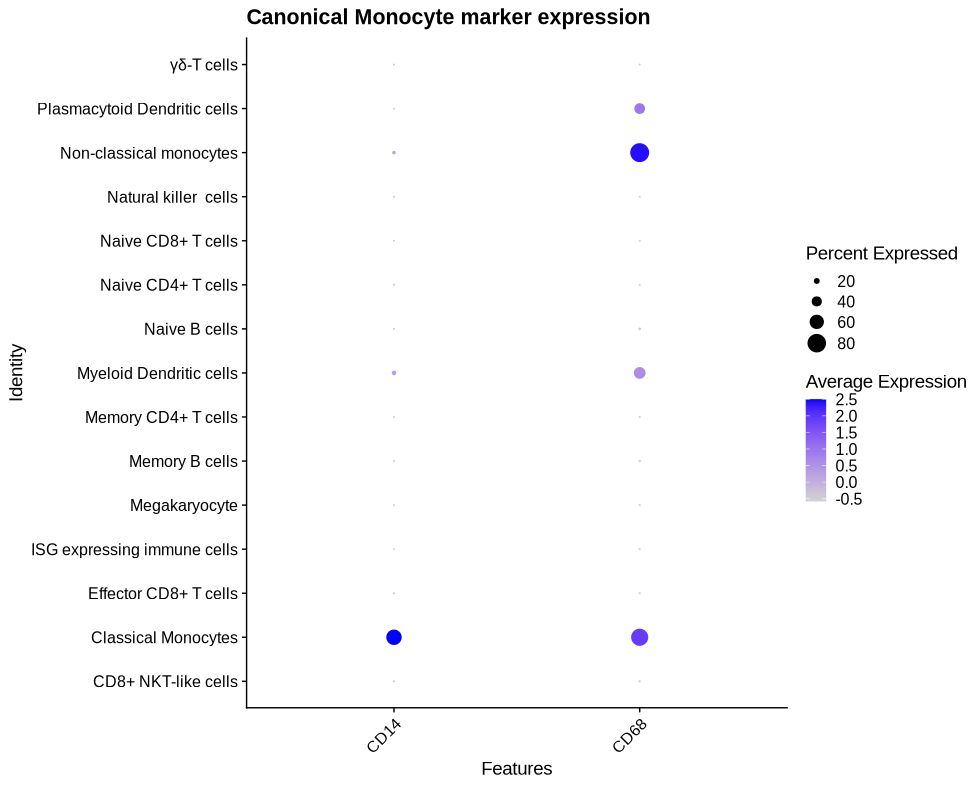 Canonical Monocyte marker expression
γδ-T cells
Plasmacytoid Dendritic cells
Non-classical monocytes
Natural killer  cells
Naive CD8+ T cells
Naive CD4+ T cells
Naive B cells
Myeloid Dendritic cells
Memory CD4+ T cells
Memory B cells
Megakaryocyte
ISG expressing immune cells
Effector CD8+ T cells
Classical Monocytes
CD8+ NKT-like cells
Identity
CD14
CD68
Features
Percent Expressed
20
40
60
80
Average Expression
2.5
2.0
1.5
1.0
0.5
0.0
-0.5